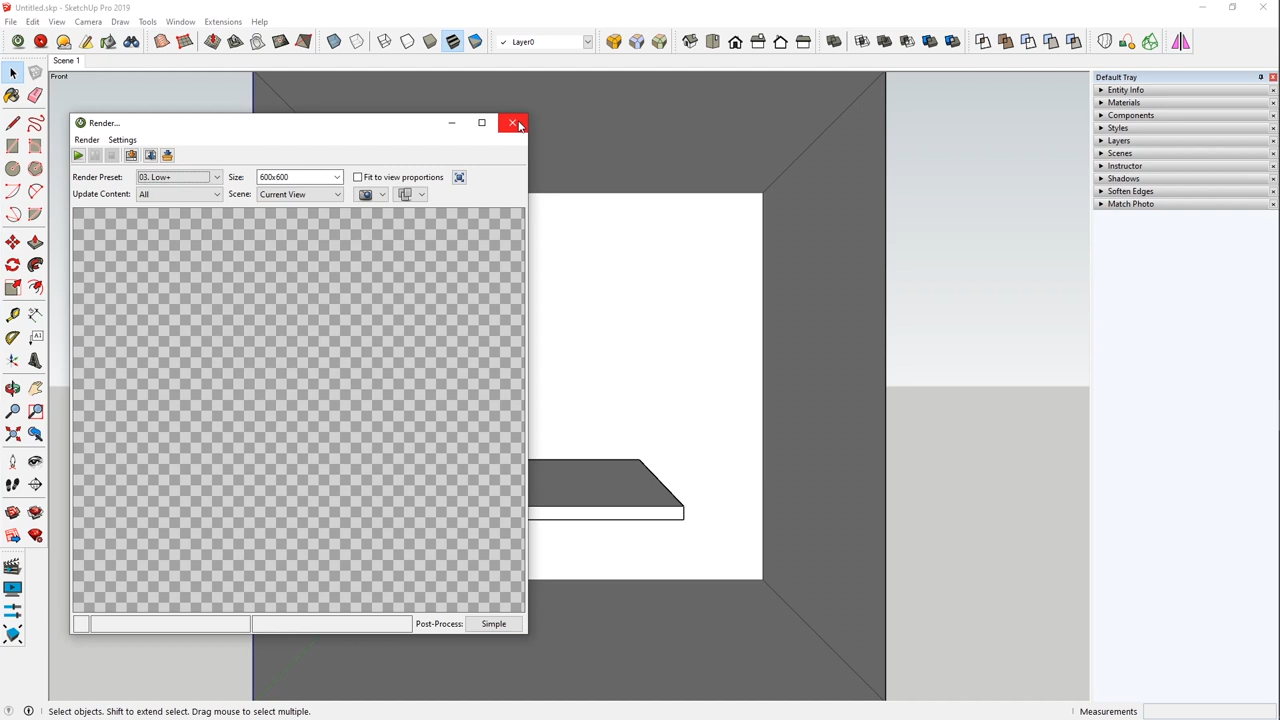 Untitled.skp - SketchUp Pro 2019
File Edit View Camera Draw Tools Window Extensions Help
Layer0
Scene 1
Front
Render...
Render Settings
Render Preset: 03. Low+ Size: 600x600 Fit to view proportions
Update Content: All Scene: Current View
Post-Process: Simple
Default Tray
Entity Info
Materials
Components
Styles
Layers
Scenes
Instructor
Shadows
Soften Edges
Match Photo
Select objects. Shift to extend select. Drag mouse to select multiple.
Measurements